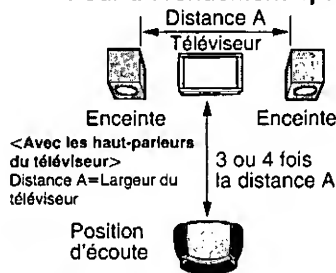 Distance A
Téléviseur
Enceinte
Enceinte
<Avec les haut-parleurs
du téléviseur>
Distance A=Largeur du
téléviseur
3 ou 4 fois
la distance A
Position
d'écoute